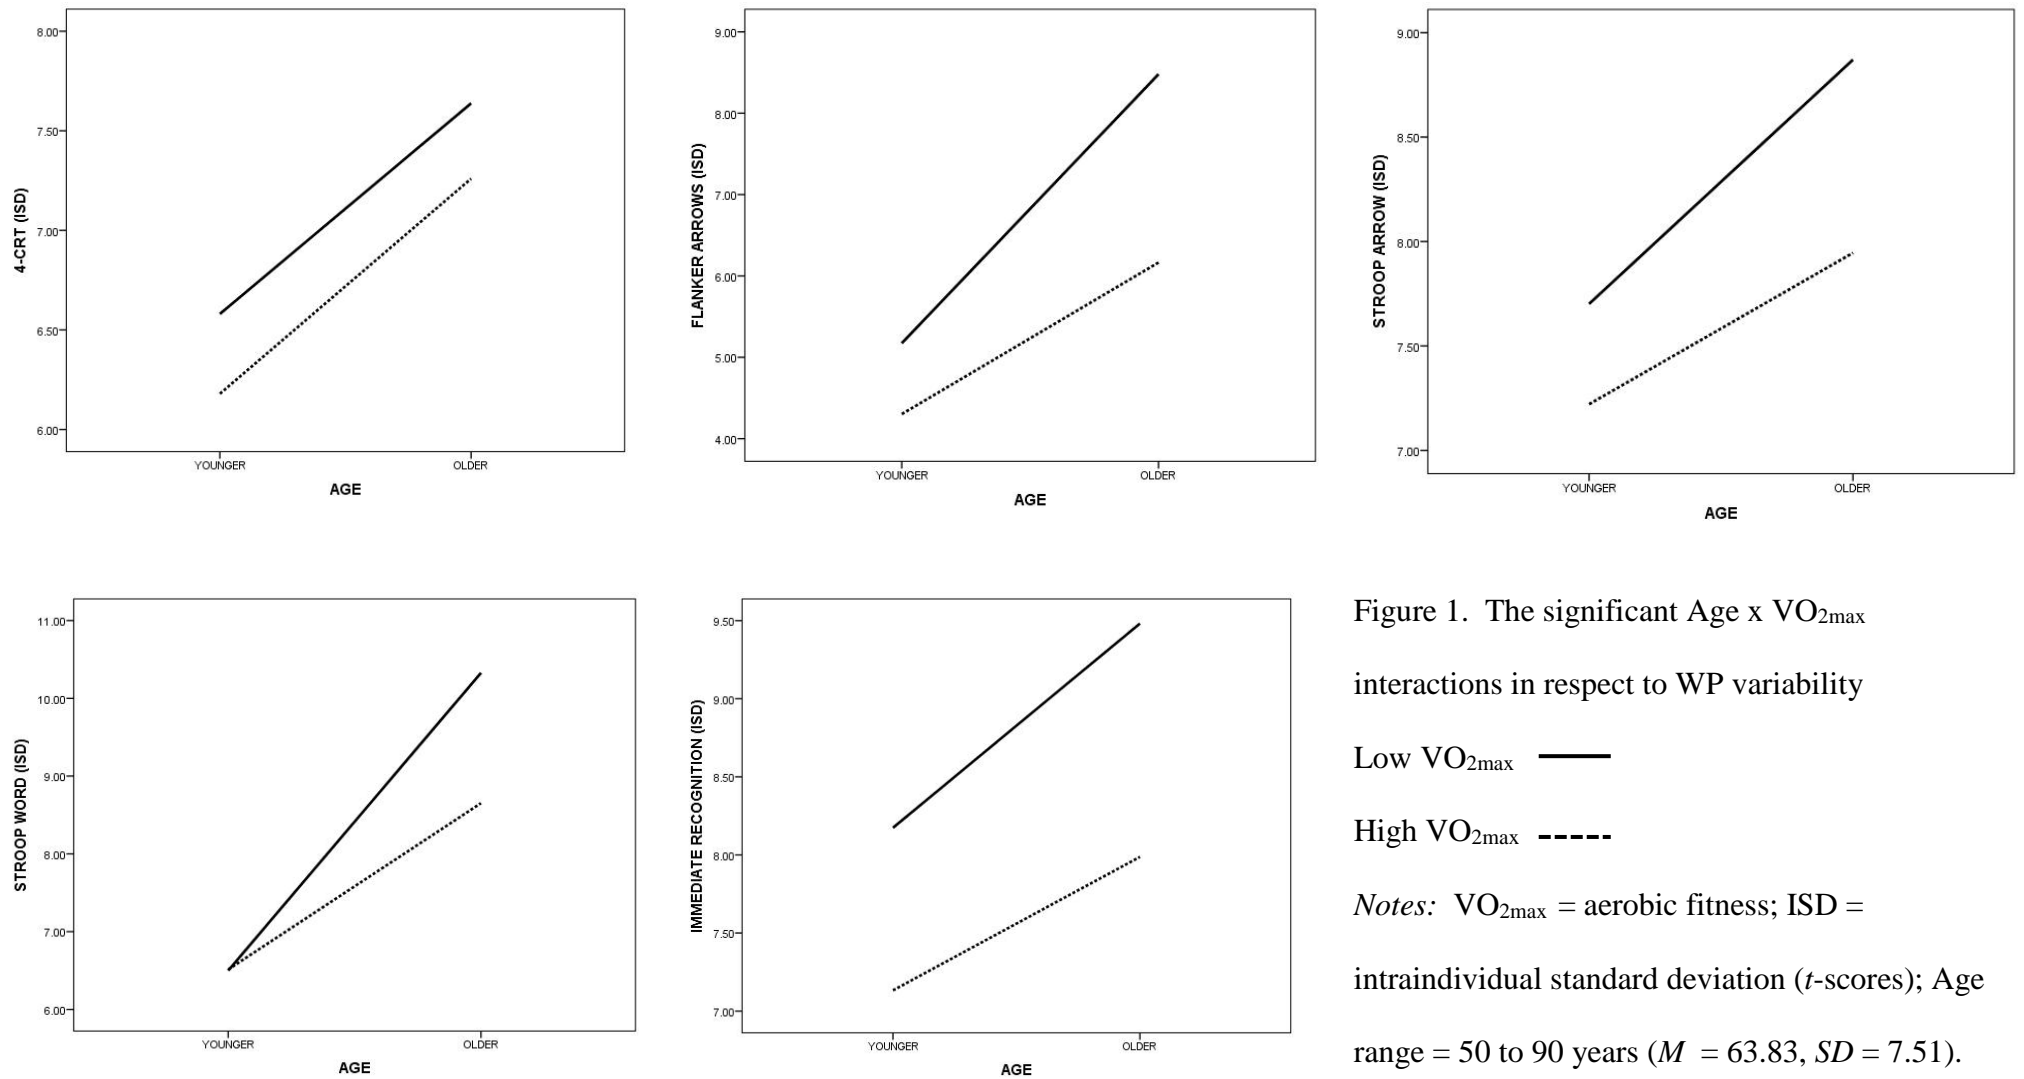 8.00
7.50
7.00
6.50
6.00
4-CRT (ISD)
YOUNGER
OLDER
AGE
9.00
8.00
7.00
6.00
5.00
4.00
FLANKER ARROWS (ISD)
YOUNGER
OLDER
AGE
9.00
8.50
8.00
7.50
7.00
STROOP ARROW (ISD)
YOUNGER
OLDER
AGE
11.00
10.00
9.00
8.00
7.00
6.00
STROOP WORD (ISD)
YOUNGER
OLDER
AGE
9.50
9.00
8.50
8.00
7.50
7.00
IMMEDIATE RECOGNITION (ISD)
YOUNGER
OLDER
AGE
Figure 1. The significant Age x VO2max
interactions in respect to WP variability
Low VO2max
High VO2max
Notes: VO2max = aerobic fitness; ISD =
intraindividual standard deviation (t-scores); Age
range = 50 to 90 years (M = 63.83, SD = 7.51).